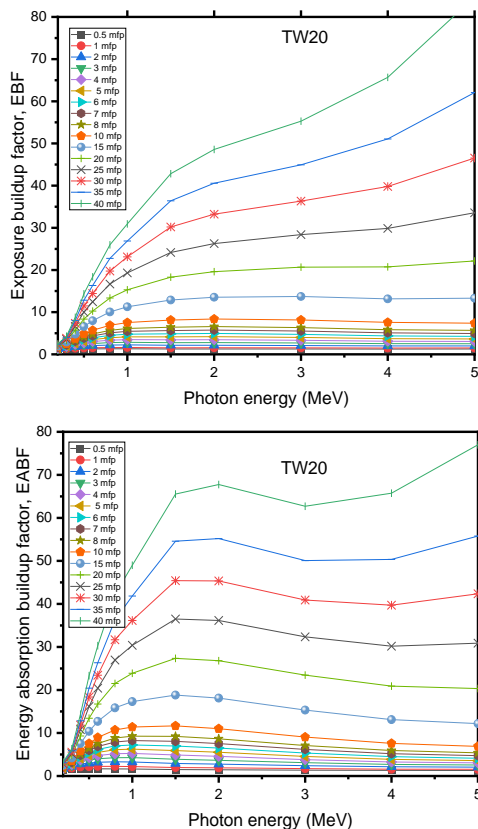 Exposure buildup factor, EBF
80
70
60
50
40
30
20
10
0
0.5 mfp
1 mfp
2 mfp
3 mfp
4 mfp
5 mfp
6 mfp
7 mfp
8 mfp
10 mfp
15 mfp
20 mfp
25 mfp
30 mfp
35 mfp
40 mfp
TW20
1 2 3 4 5
Photon energy (MeV)
Energy absorption buildup factor, EABF
80
70
60
50
40
30
20
10
0
0.5 mfp
1 mfp
2 mfp
3 mfp
4 mfp
5 mfp
6 mfp
7 mfp
8 mfp
10 mfp
15 mfp
20 mfp
25 mfp
30 mfp
35 mfp
40 mfp
TW20
1 2 3 4 5
Photon energy (MeV)